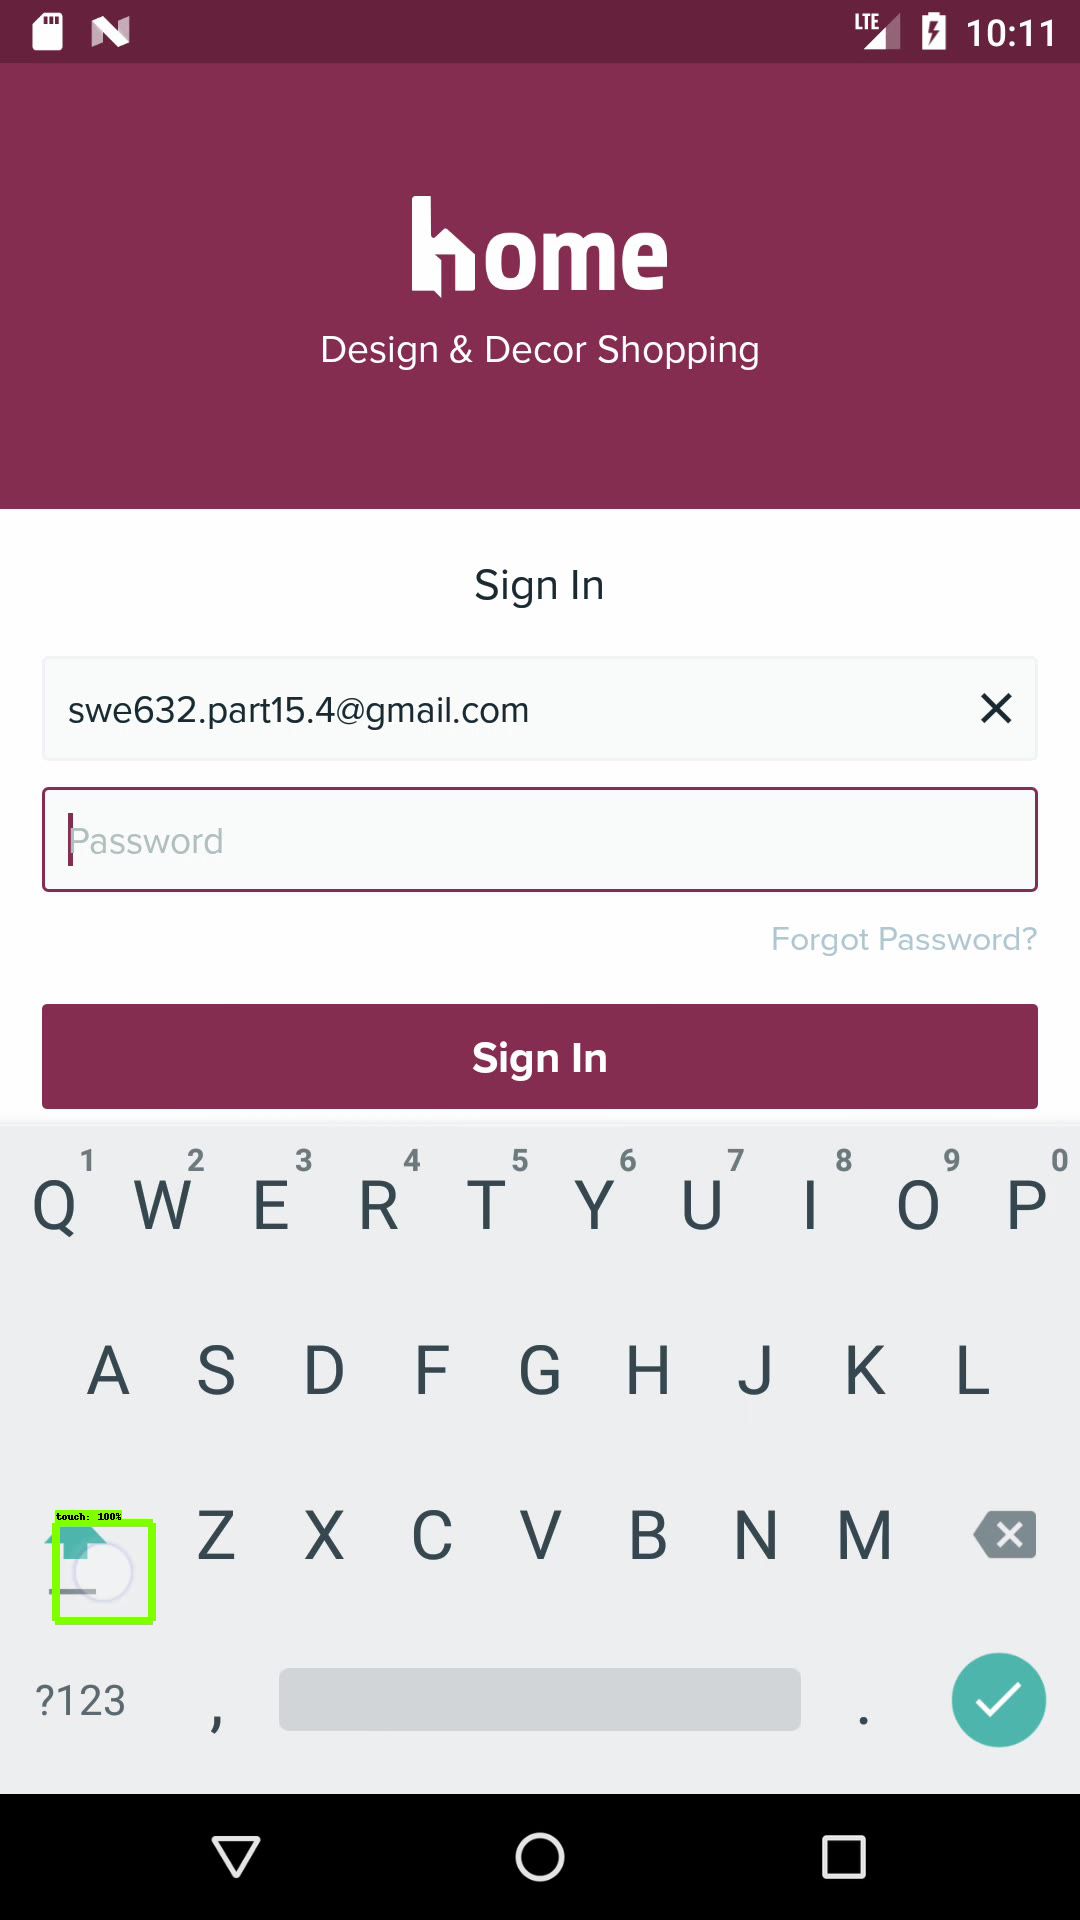 LTE 10:11
home
Design & Decor Shopping
Sign In
swe632.part15.4@gmail.com
Password
Forgot Password?
Sign In
1 2 3 4 5 6 7 8 9 0
Q W E R T Y U I O P
A S D F G H J K L
touch: 100%
Z X C V B N M
?123 , .